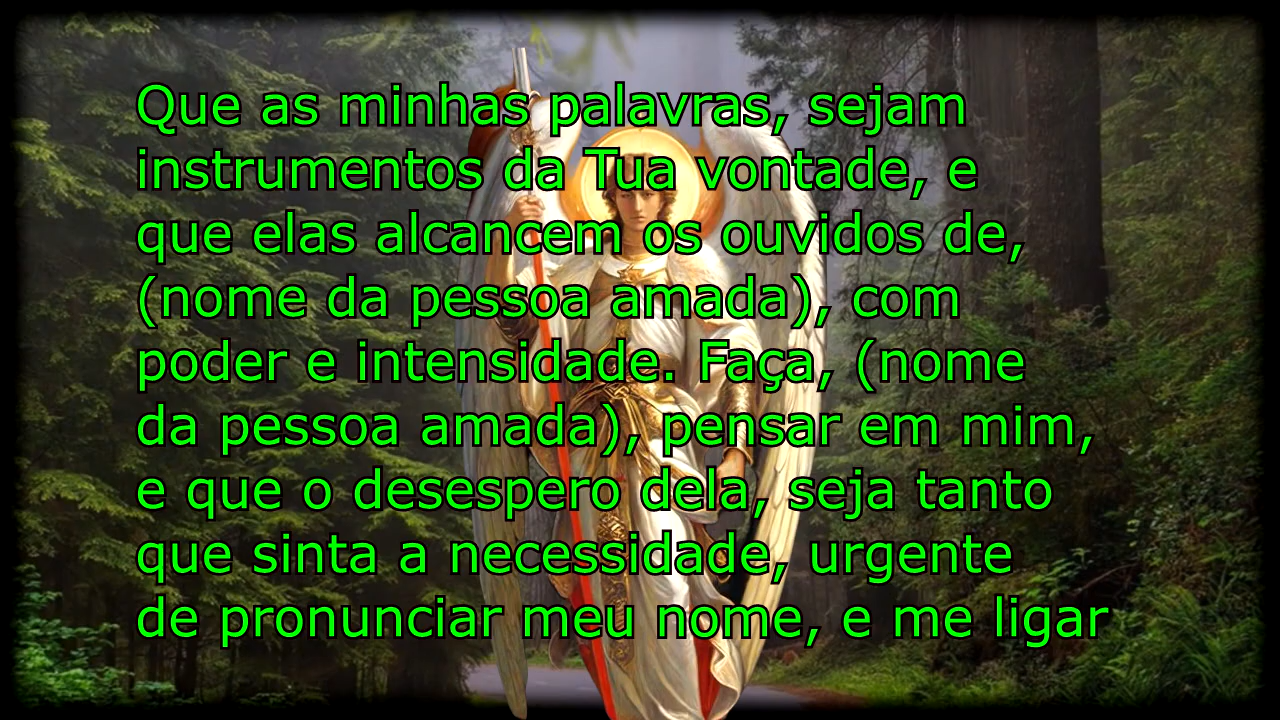 Que as minhas palavras, sejam
instrumentos da Tua vontade, e
que elas alcancem os ouvidos de,
(nome da pessoa amada), com
poder e intensidade. Faça, (nome
da pessoa amada), pensar em mim,
e que o desespero dela, seja tanto
que sinta a necessidade, urgente
de pronunciar meu nome, e me ligar